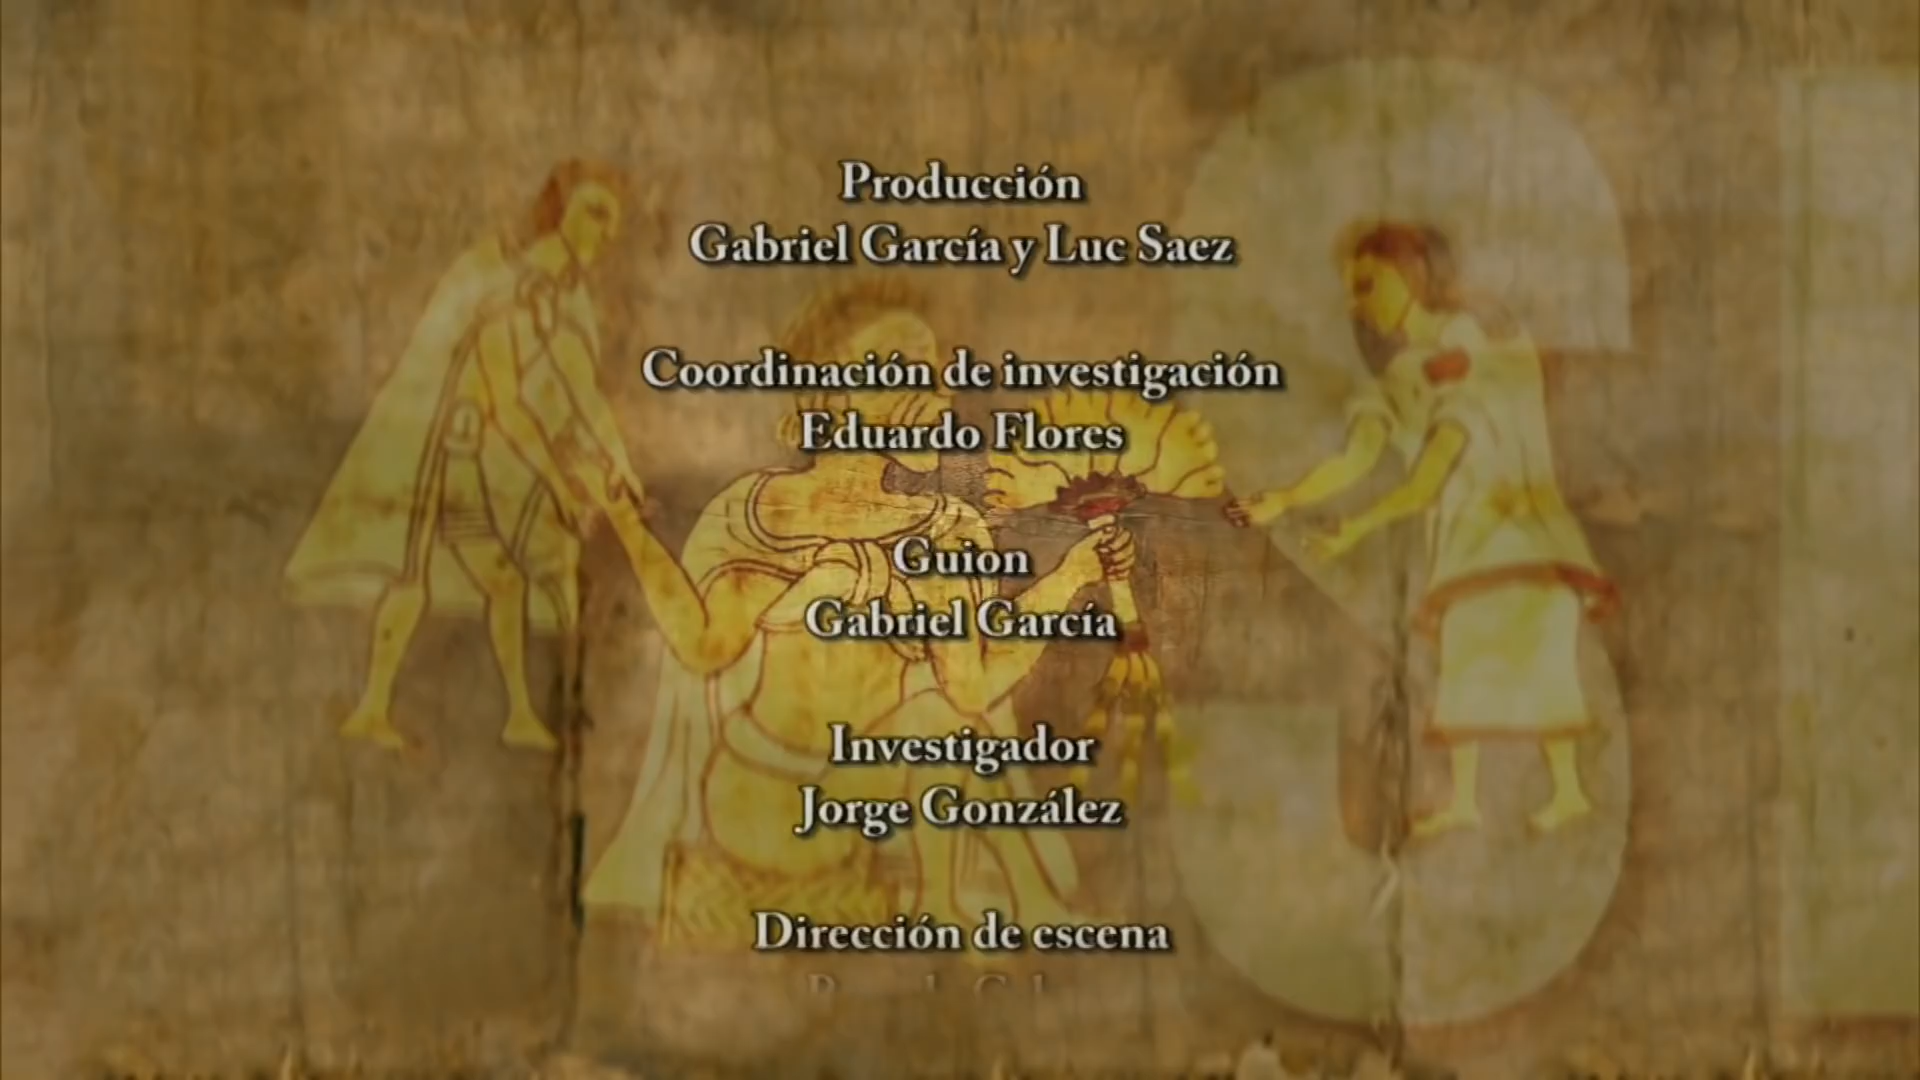 Producción
Gabriel García y Luc Saez
Coordinación de investigación
Eduardo Flores
Guion
Gabriel García
Investigador
Jorge González
Dirección de escena